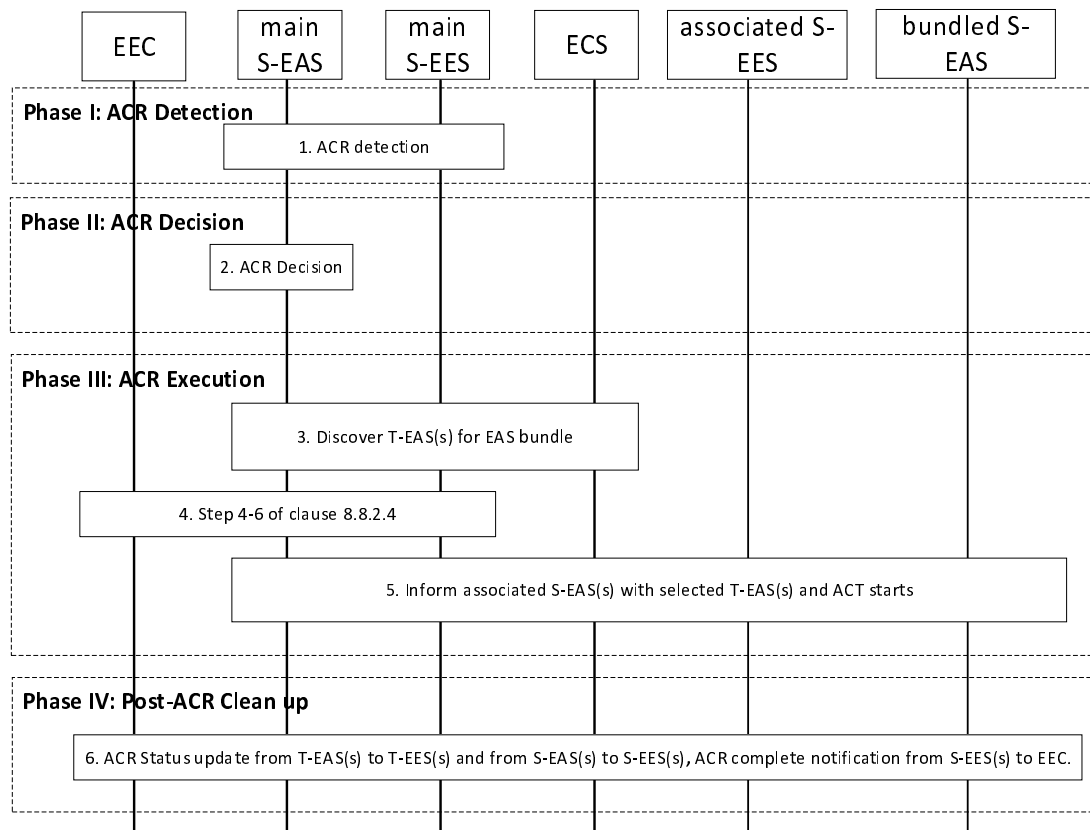 EEC
main
S-EAS
main
S-EES
ECS
associated S-
EES
bundled S-
EAS
Phase I: ACR Detection
1. ACR detection
Phase II: ACR Decision
2. ACR Decision
Phase III: ACR Execution
3. Discover T-EAS(s) for EAS bundle
4. Step 4-6 of clause 8.8.2.4
5. Inform associated S-EAS(s) with selected T-EAS(s) and ACT starts
Phase IV: Post-ACR Clean up
6. ACR Status update from T-EAS(s) to T-EES(s) and from S-EAS(s) to S-EES(s), ACR complete notification from S-EES(s) to EEC.